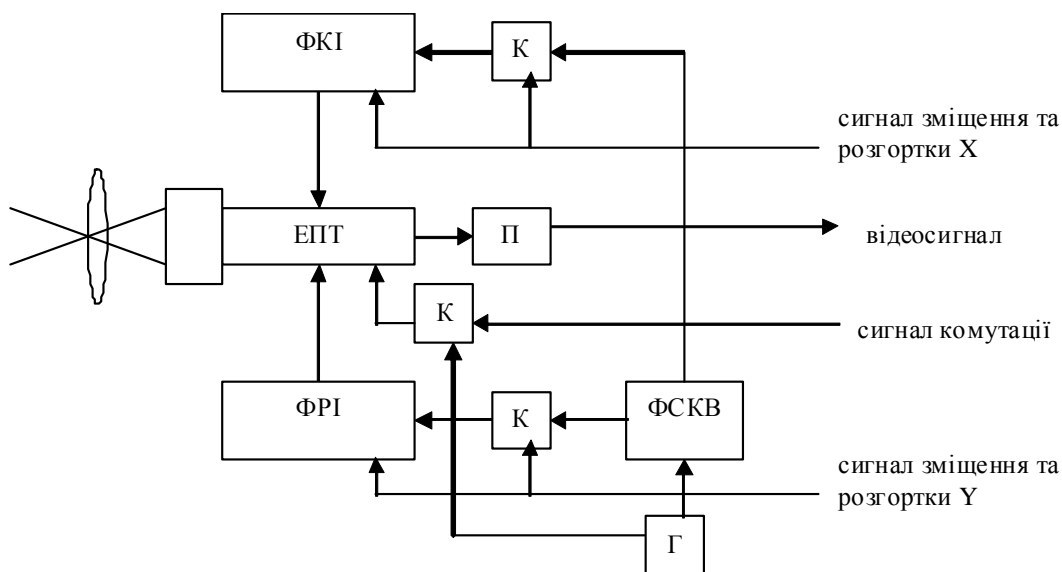 ФКІ
К
сигнал зміщення та
розгортки X
ЕПТ
П
відеосигнал
К
сигнал комутації
ФРІ
К
ФСКВ
сигнал зміщення та
розгортки Y
Г